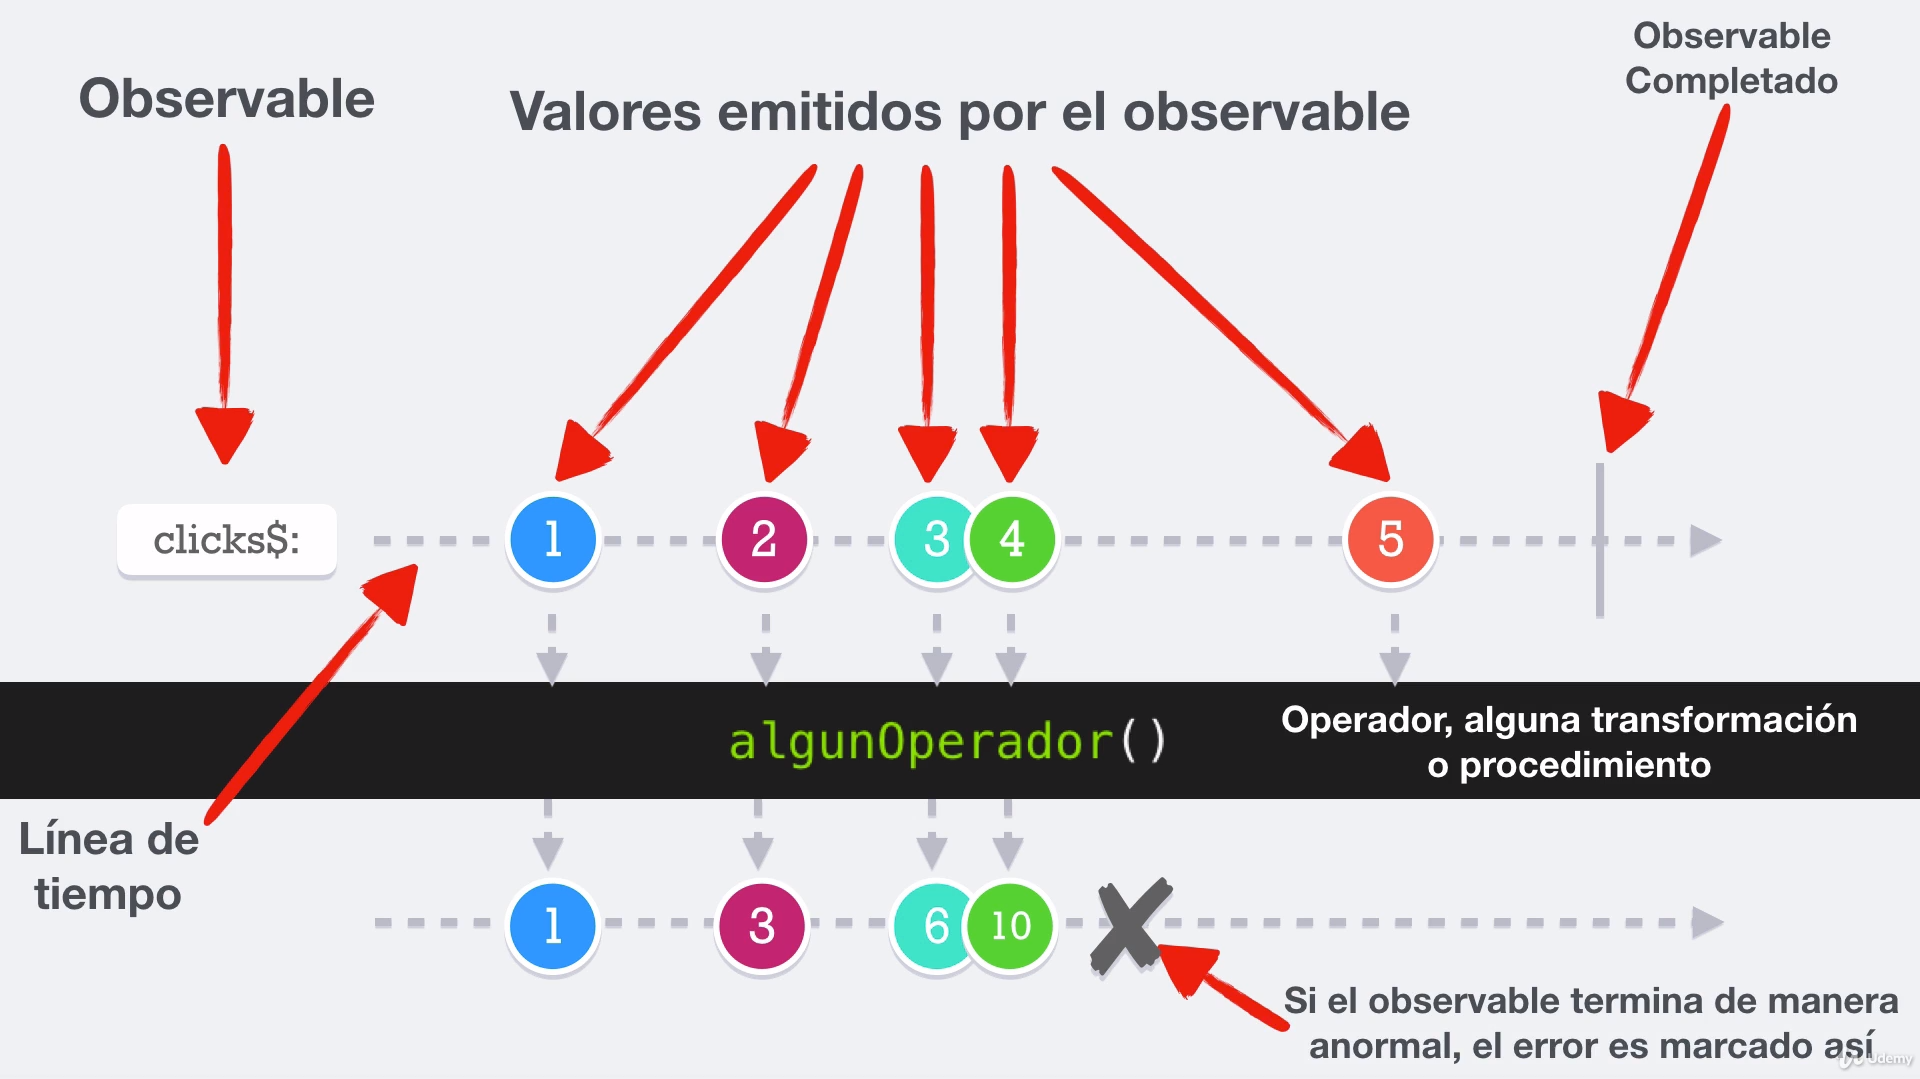 Observable
Valores emitidos por el observable
Observable
Completado
clicks$:
1
2
3
4
5
algunOperador()
Operador, alguna transformación
o procedimiento
Línea de
tiempo
1
3
6
10
Si el observable termina de manera
anormal, el error es marcado así
Udemy